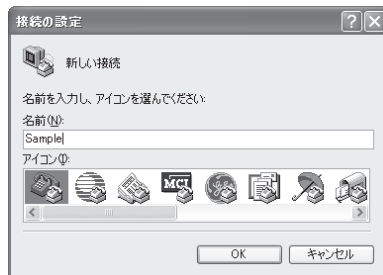 接続の設定
新しい接続
名前を入力し、アイコンを選んでください:
名前(N):
Sample
アイコン(I):
MCI
OK
キャンセル